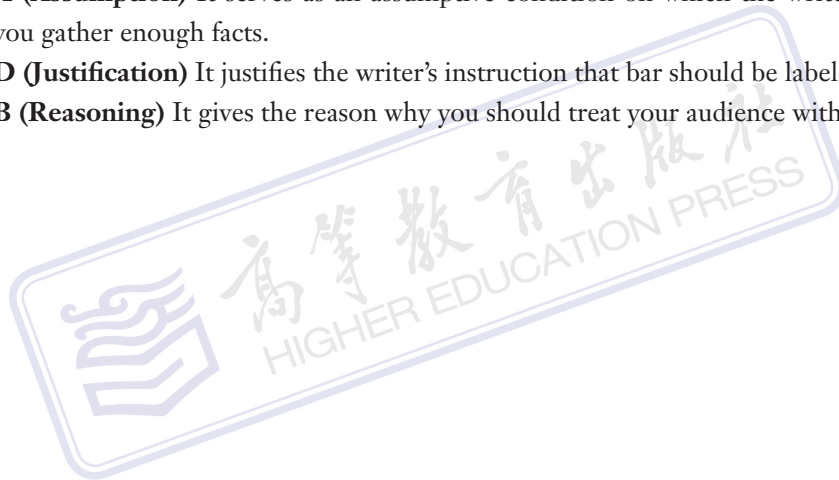 you gather enough facts.
D (Justification) It justifies the writer's instruction that bar should be label
B (Reasoning) It gives the reason why you should treat your audience with
高等教育出版社
HIGHER EDUCATION PRESS